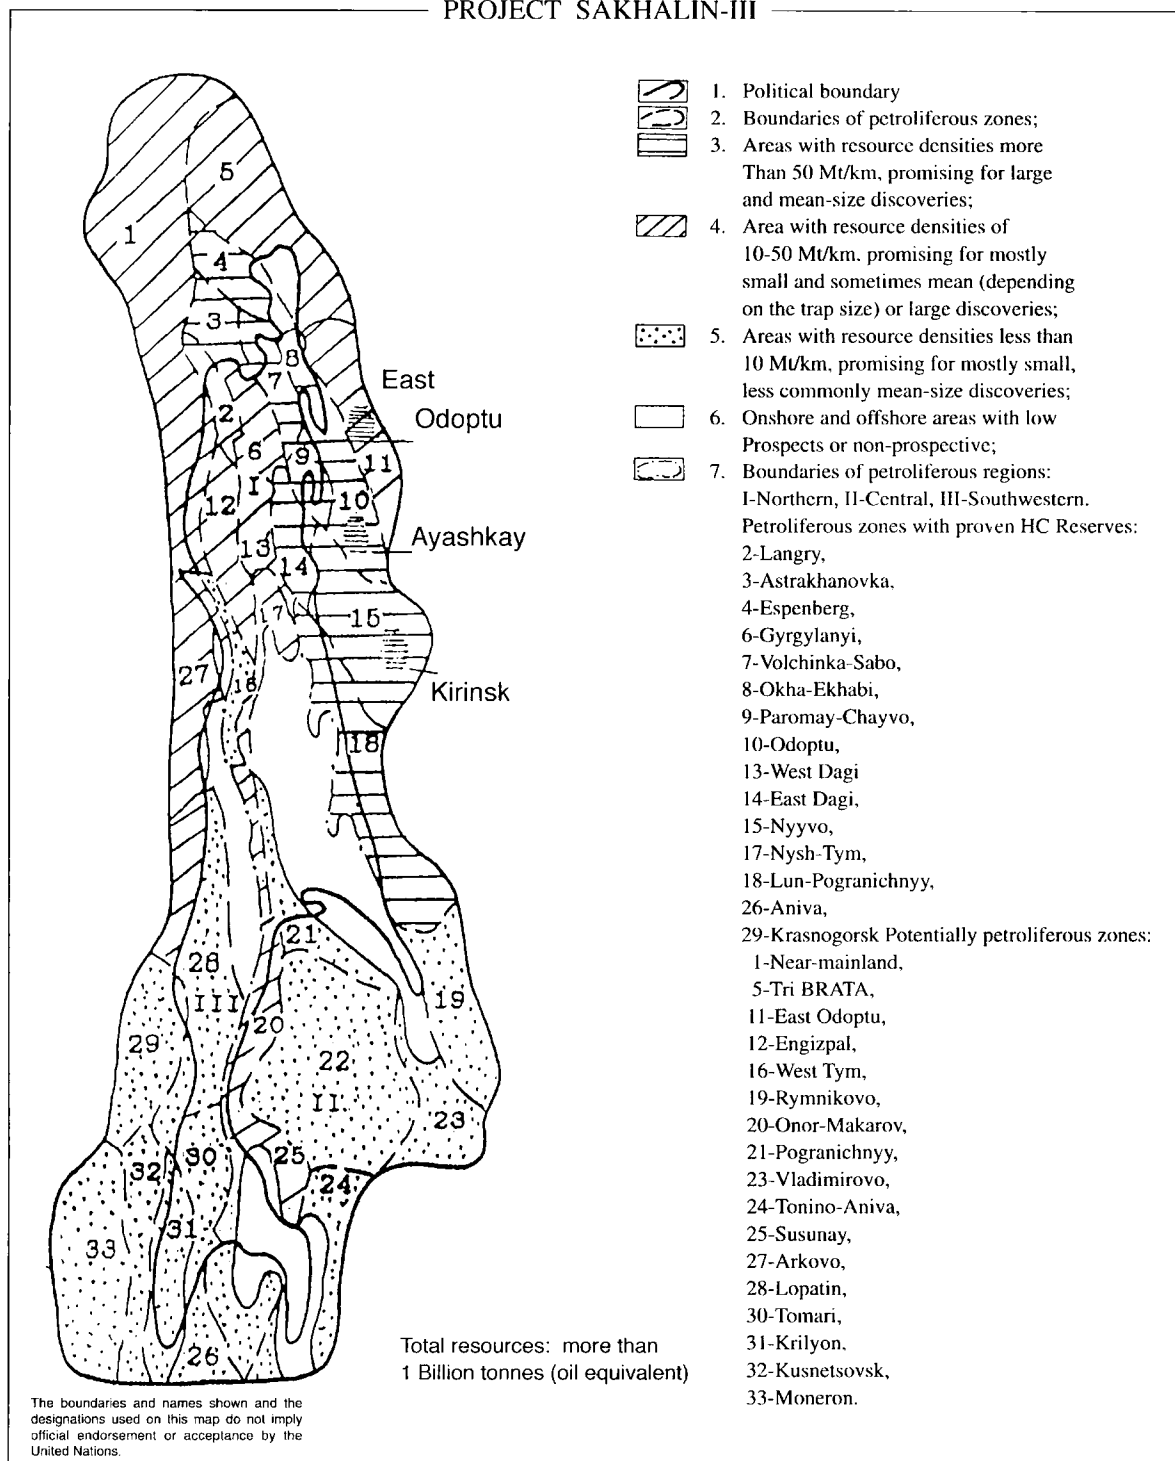 PROJECT SAKHALIN-III
1. Political boundary
2. Boundaries of petroliferous zones;
3. Areas with resource densities more
Than 50 Mt/km, promising for large
and mean-size discoveries;
4. Area with resource densities of
10-50 Mt/km. promising for mostly
small and sometimes mean (depending
on the trap size) or large discoveries;
5. Areas with resource densities less than
10 Mt/km, promising for mostly small,
less commonly mean-size discoveries;
6. Onshore and offshore areas with low
Prospects or non-prospective;
7. Boundaries of petroliferous regions:
I-Northern, II-Central, III-Southwestern.
Petroliferous zones with proven HC Reserves:
2-Langry,
3-Astrakhanovka,
4-Espenberg,
6-Gyrgylanyi,
7-Volchinka-Sabo,
8-Okha-Ekhabi,
9-Paromay-Chayvo,
10-Odoptu,
13-West Dagi
14-East Dagi,
15-Nyyvo,
17-Nysh-Tym,
18-Lun-Pogranichnyy,
26-Aniva,
29-Krasnogorsk Potentially petroliferous zones:
1-Near-mainland,
5-Tri BRATA,
11-East Odoptu,
12-Engizpal,
16-West Tym,
19-Rymnikovo,
20-Onor-Makarov,
21-Pogranichnyy,
23-Vladimirovo,
24-Tonino-Aniva,
25-Susunay,
27-Arkovo,
28-Lopatin,
30-Tomari,
31-Krilyon,
32-Kusnetsovsk,
33-Moneron.
5
1
4
3
8
7
East
Odoptu
2
6
9
11
I
12
10
Ayashkay
13
14
17
15
27
16
Kirinsk
18
21
28
III
19
20
29
22
II
23
30
25
32
24
31
33
26
Total resources: more than
1 Billion tonnes (oil equivalent)
The boundaries and names shown and the
designations used on this map do not imply
official endorsement or acceptance by the
United Nations.